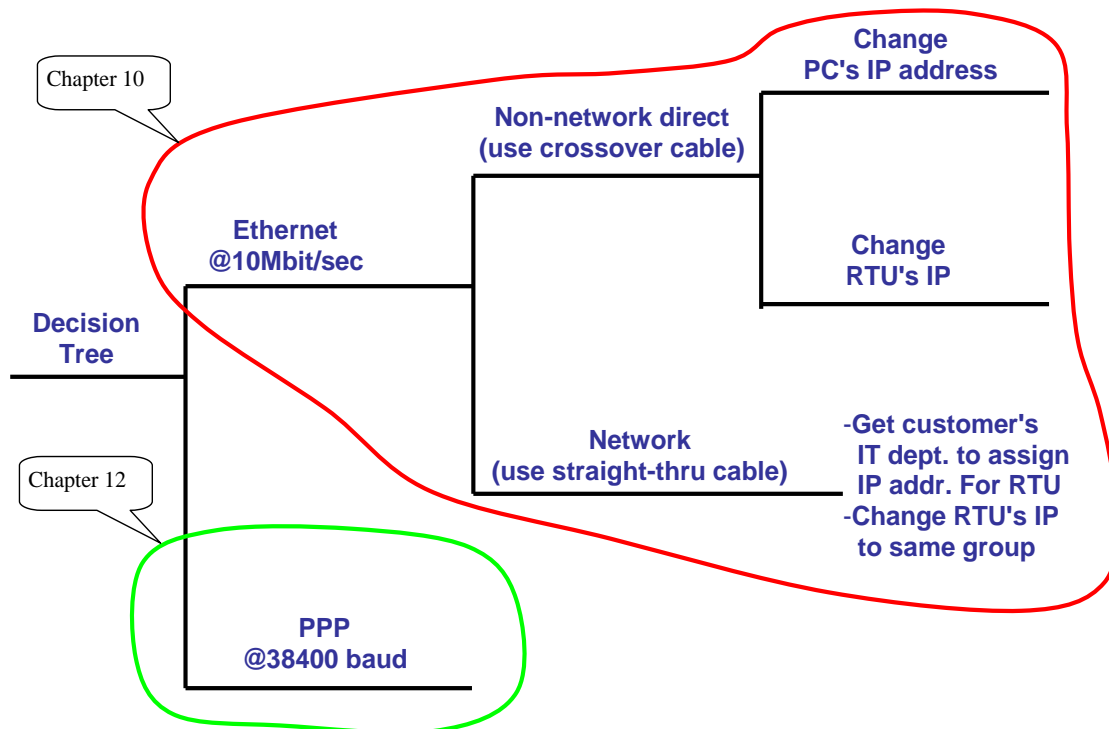 Change
PC's IP address
Chapter 10
Non-network direct
(use crossover cable)
Ethernet
@10Mbit/sec
Change
RTU's IP
Decision
Tree
-Get customer's
IT dept. to assign
IP addr. For RTU
-Change RTU's IP
to same group
Network
(use straight-thru cable)
Chapter 12
PPP
@38400 baud